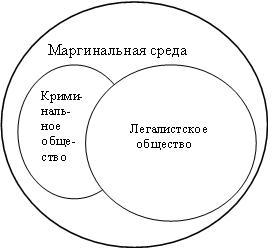 Маргинальная среда
Крими-
наль-
ное
обще-
ство
Легалистское
общество